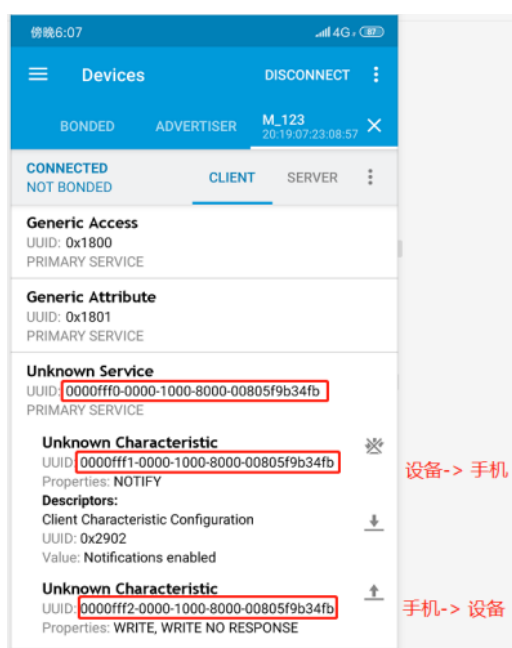 傍晚6:07
4G
87
Devices
DISCONNECT
BONDED
ADVERTISER
M_123
20:19:07:23:08:57
CONNECTED
NOT BONDED
CLIENT
SERVER
Generic Access
UUID: 0x1800
PRIMARY SERVICE
Generic Attribute
UUID: 0x1801
PRIMARY SERVICE
Unknown Service
UUID: 0000fff0-0000-1000-8000-00805f9b34fb
PRIMARY SERVICE
Unknown Characteristic
UUID: 0000fff1-0000-1000-8000-00805f9b34fb
设备-> 手机
Properties: NOTIFY
Descriptors:
Client Characteristic Configuration
UUID: 0x2902
Value: Notifications enabled
Unknown Characteristic
UUID: 0000fff2-0000-1000-8000-00805f9b34fb
手机-> 设备
Properties: WRITE, WRITE NO RESPONSE